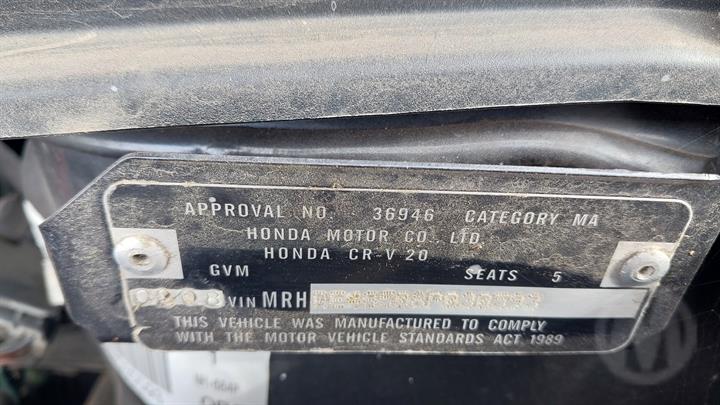 APPROVAL NO. 36946 CATEGORY MA
HONDA MOTOR CO., LTD.
HONDA CR-V 20
GVM SEATS 5
0208 VIN MRH
THIS VEHICLE WAS MANUFACTURED TO COMPLY
WITH THE MOTOR VEHICLE STANDARDS ACT 1989